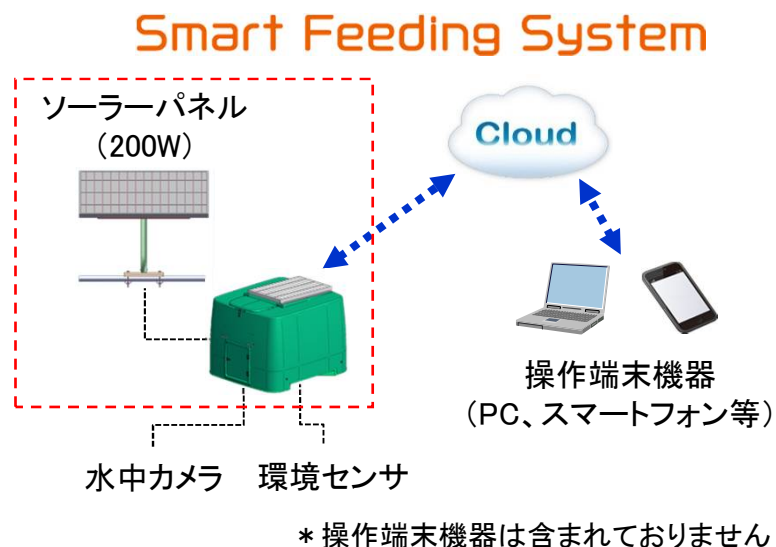 Smart Feeding System
ソーラーパネル
（200W）
Cloud
操作端末機器
（PC、スマートフォン等）
水中カメラ
環境センサ
＊操作端末機器は含まれておりません